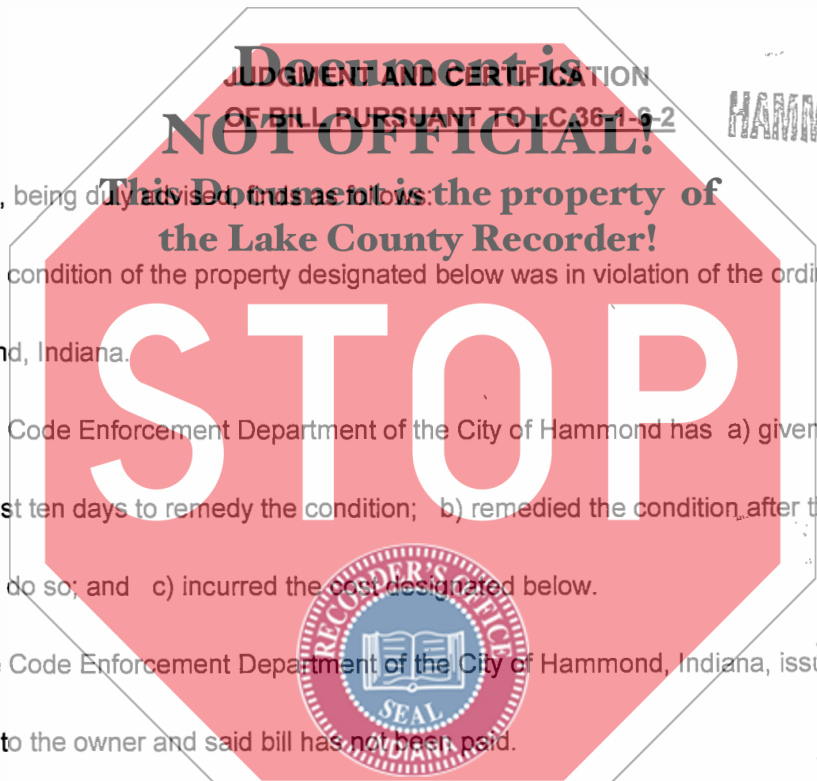 Document is
JUDGMENT AND CERTIFICATION
NOT OFFICIAL!
OF BILL PURSUANT TO I.C. 36-1-6-2
HAMM
This Document is the property of
, being duly advised, finds as follows:
the Lake County Recorder!
condition of the property designated below was in violation of the ordi
nd, Indiana.
STOP
Code Enforcement Department of the City of Hammond has a) given
st ten days to remedy the condition; b) remedied the condition after t
do so; and c) incurred the cost designated below.
RECORDER'S OFFICE
e Code Enforcement Department of the City of Hammond, Indiana, issu
SEAL
INDIANA
to the owner and said bill has not been paid.